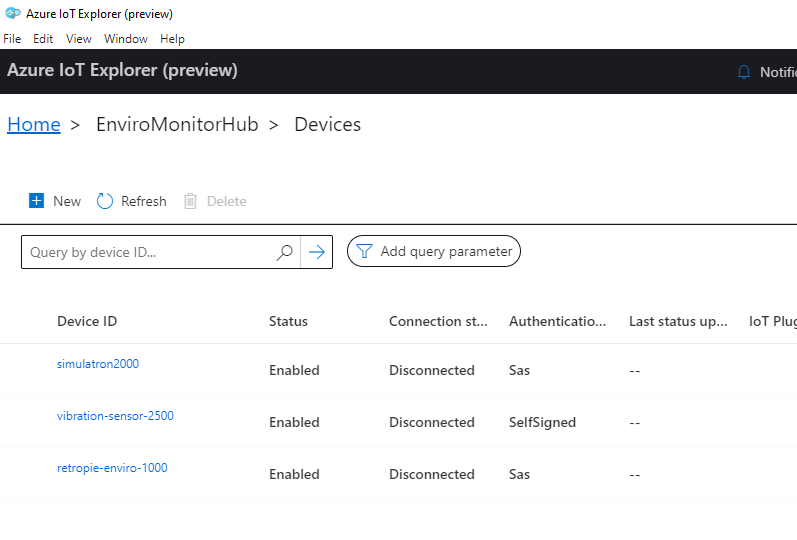 Azure IoT Explorer (preview)
File Edit View Window Help
Azure IoT Explorer (preview) Notific
Home > EnviroMonitorHub > Devices
New Refresh Delete
Query by device ID... Add query parameter
Device ID Status Connection st... Authenticatio... Last status up... IoT Plug
simulatron2000 Enabled Disconnected Sas --
vibration-sensor-2500 Enabled Disconnected SelfSigned --
retropie-enviro-1000 Enabled Disconnected Sas --